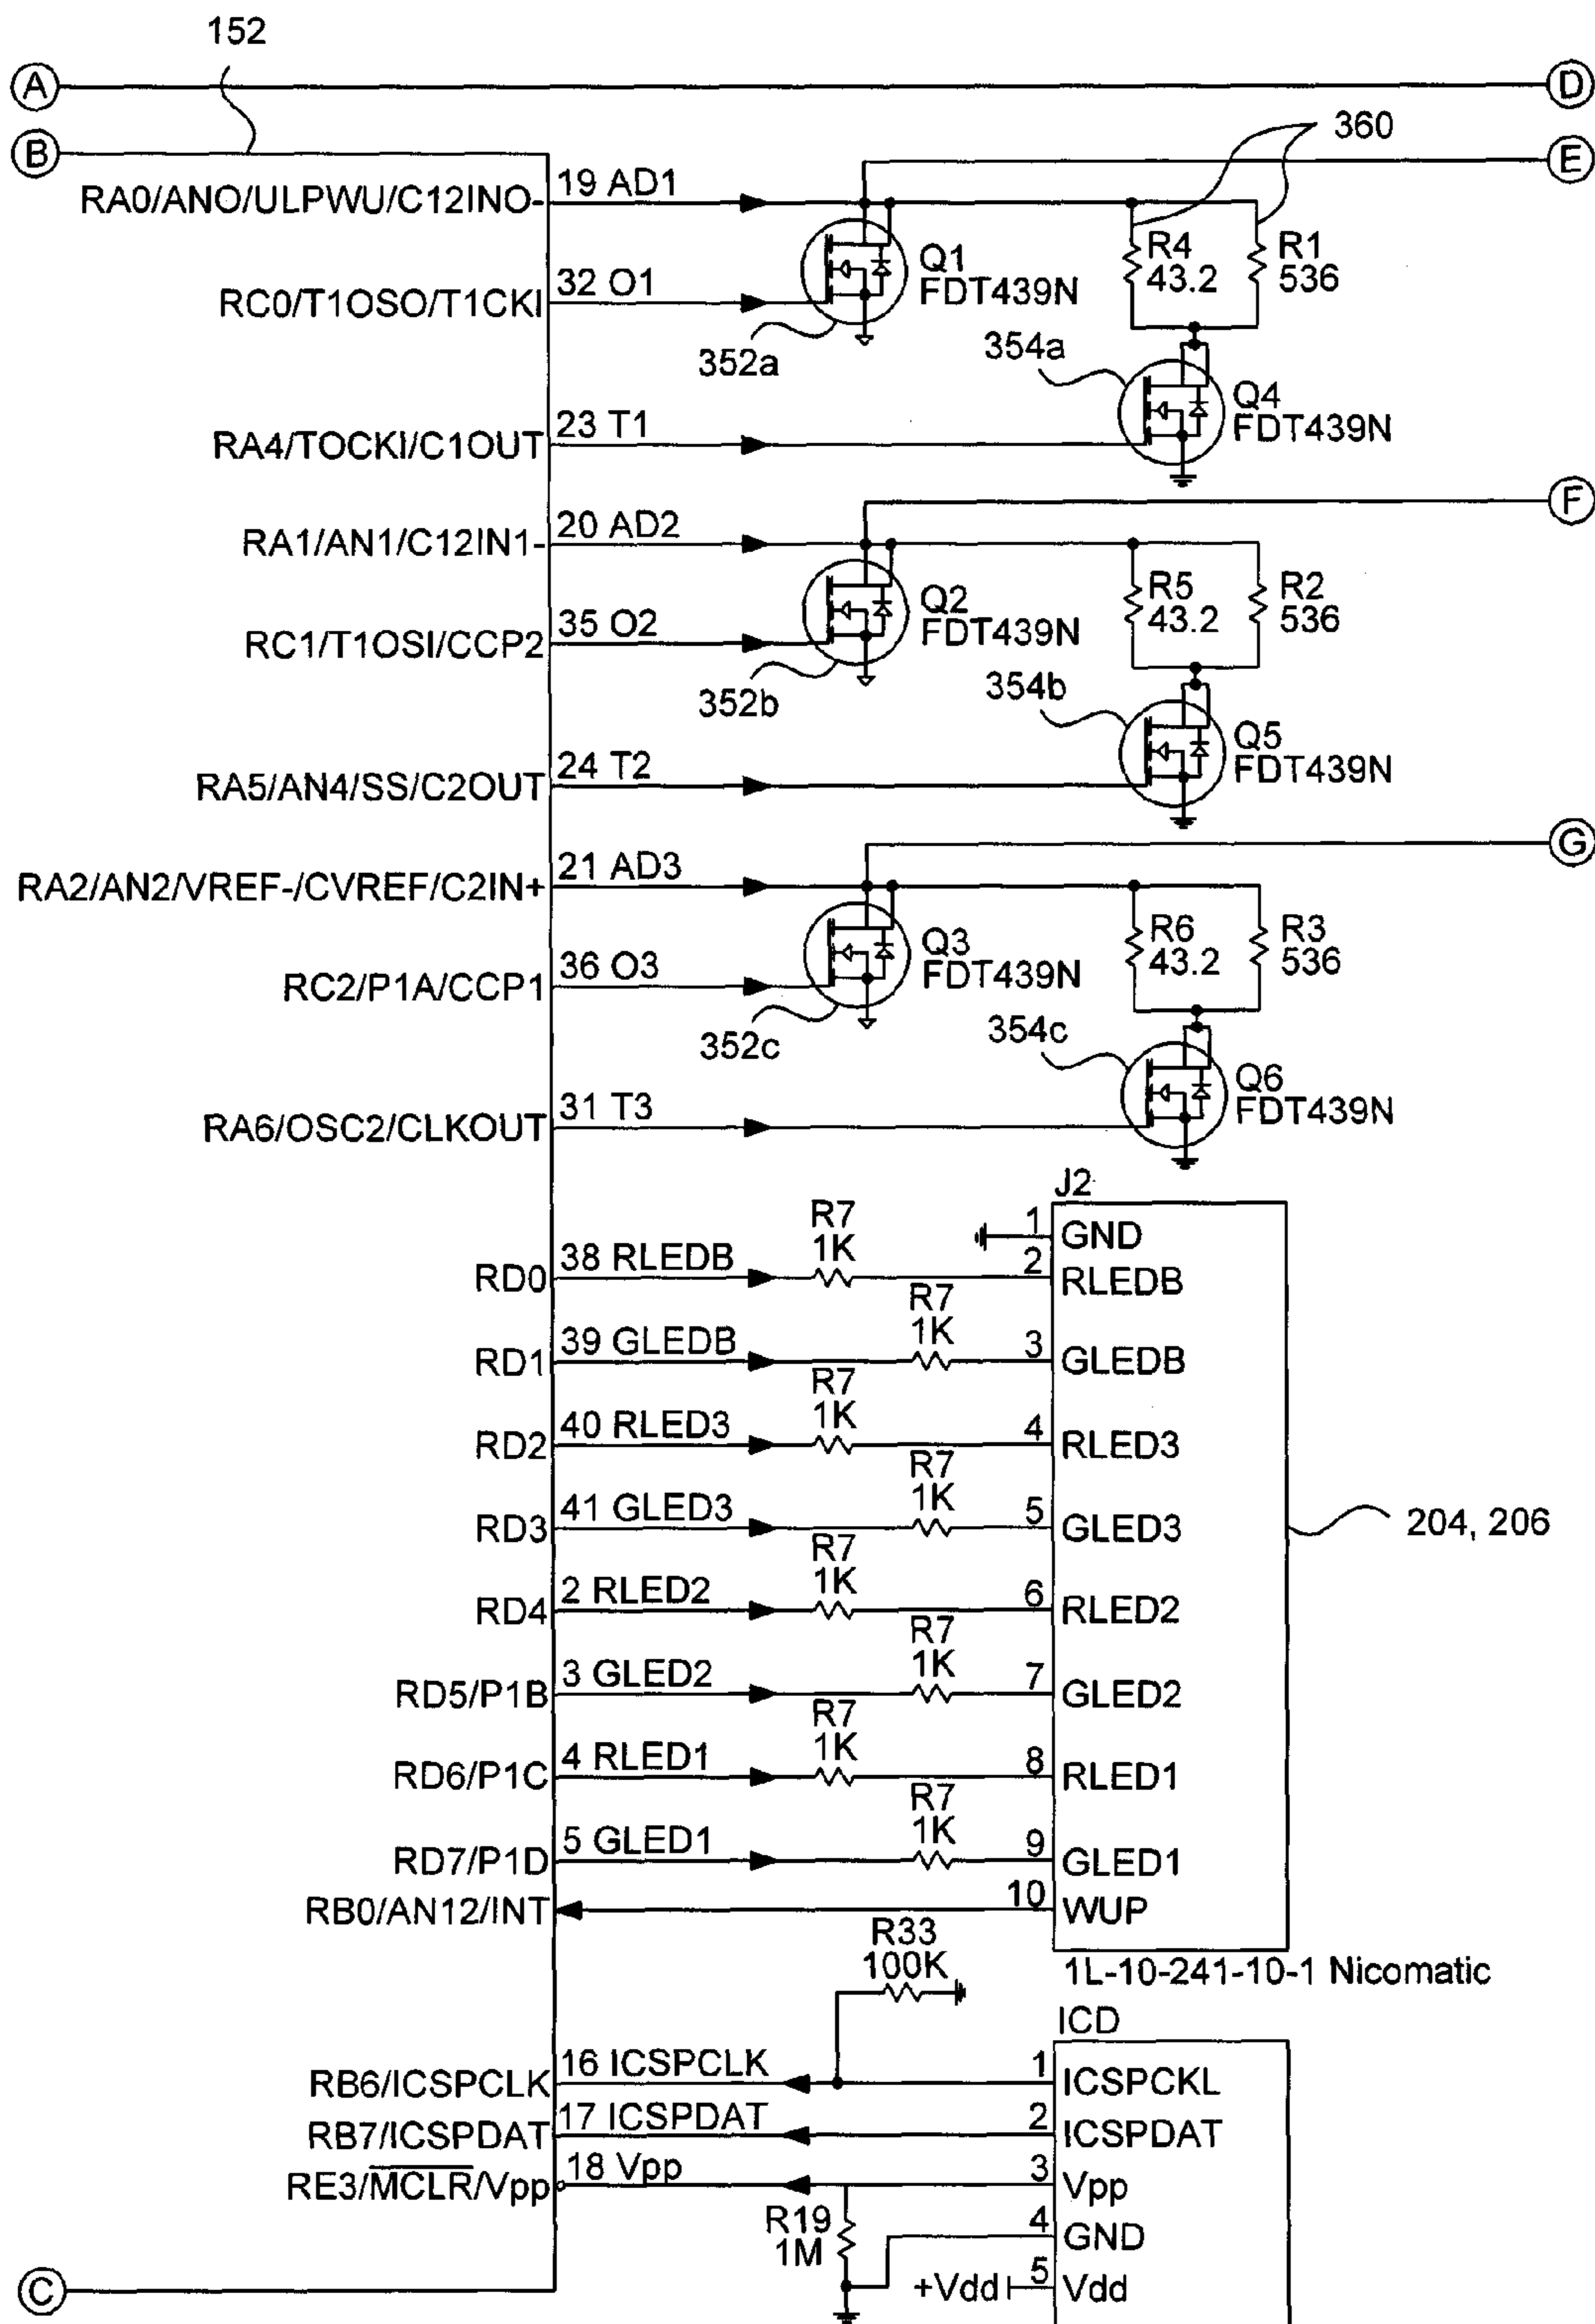 152
A
D
B
360
E
RA0/ANO/ULPWU/C12INO-
19 AD1
R4
43.2
R1
536
Q1
FDT439N
RC0/T1OSO/T1CKI
32 O1
352a
354a
Q4
FDT439N
RA4/TOCKI/C1OUT
23 T1
F
RA1/AN1/C12IN1-
20 AD2
R5
43.2
R2
536
Q2
FDT439N
RC1/T1OSI/CCP2
35 O2
352b
354b
Q5
FDT439N
RA5/AN4/SS/C2OUT
24 T2
G
RA2/AN2/VREF-/CVREF/C2IN+
21 AD3
R6
43.2
R3
536
Q3
FDT439N
RC2/P1A/CCP1
36 O3
352c
354c
Q6
FDT439N
RA6/OSC2/CLKOUT
31 T3
J2
1 GND
R7
1K
RD0
38 RLEDB
2 RLEDB
R7
1K
RD1
39 GLEDB
3 GLEDB
R7
1K
RD2
40 RLED3
4 RLED3
R7
1K
RD3
41 GLED3
5 GLED3
204, 206
R7
1K
RD4
2 RLED2
6 RLED2
R7
1K
RD5/P1B
3 GLED2
7 GLED2
R7
1K
RD6/P1C
4 RLED1
8 RLED1
R7
1K
RD7/P1D
5 GLED1
9 GLED1
RB0/AN12/INT
10 WUP
1L-10-241-10-1 Nicomatic
R33
100K
ICD
RB6/ICSPCLK
16 ICSPCLK
1 ICSPCKL
RB7/ICSPDAT
17 ICSPDAT
2 ICSPDAT
RE3/MCLR/Vpp
18 Vpp
3 Vpp
R19
1M
4 GND
+Vdd
5 Vdd
C